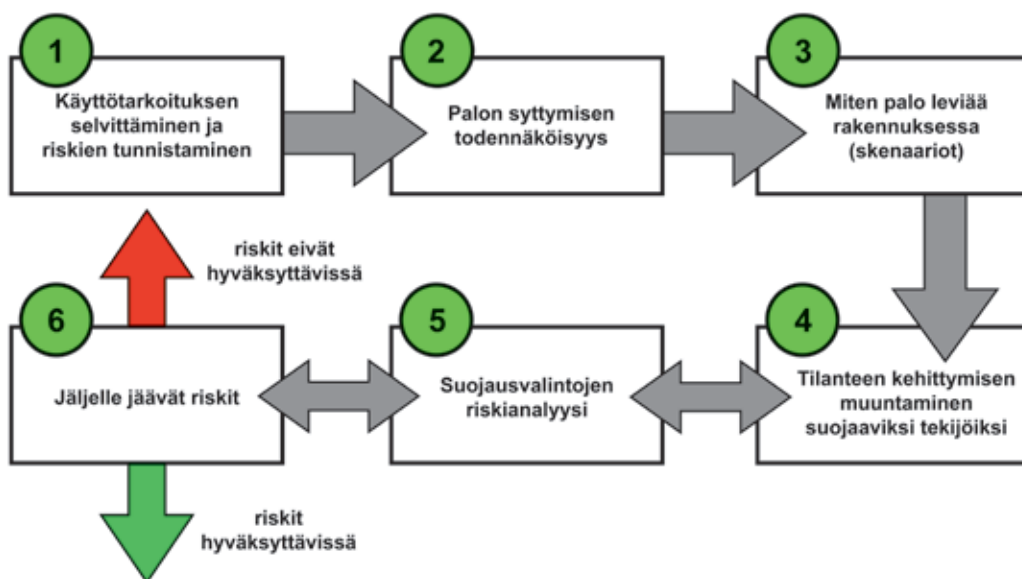 1
Käyttötarkoituksen
selvittäminen ja
riskien tunnistaminen
2
Palon syttymisen
todennäköisyys
3
Miten palo leviää
rakennuksessa
(skenaariot)
riskit eivät
hyväksyttävissä
6
Jäljelle jäävät riskit
5
Suojausvalintojen
riskianalyysi
4
Tilanteen kehittymisen
muuntaminen
suojaaviksi tekijöiksi
riskit
hyväksyttävissä